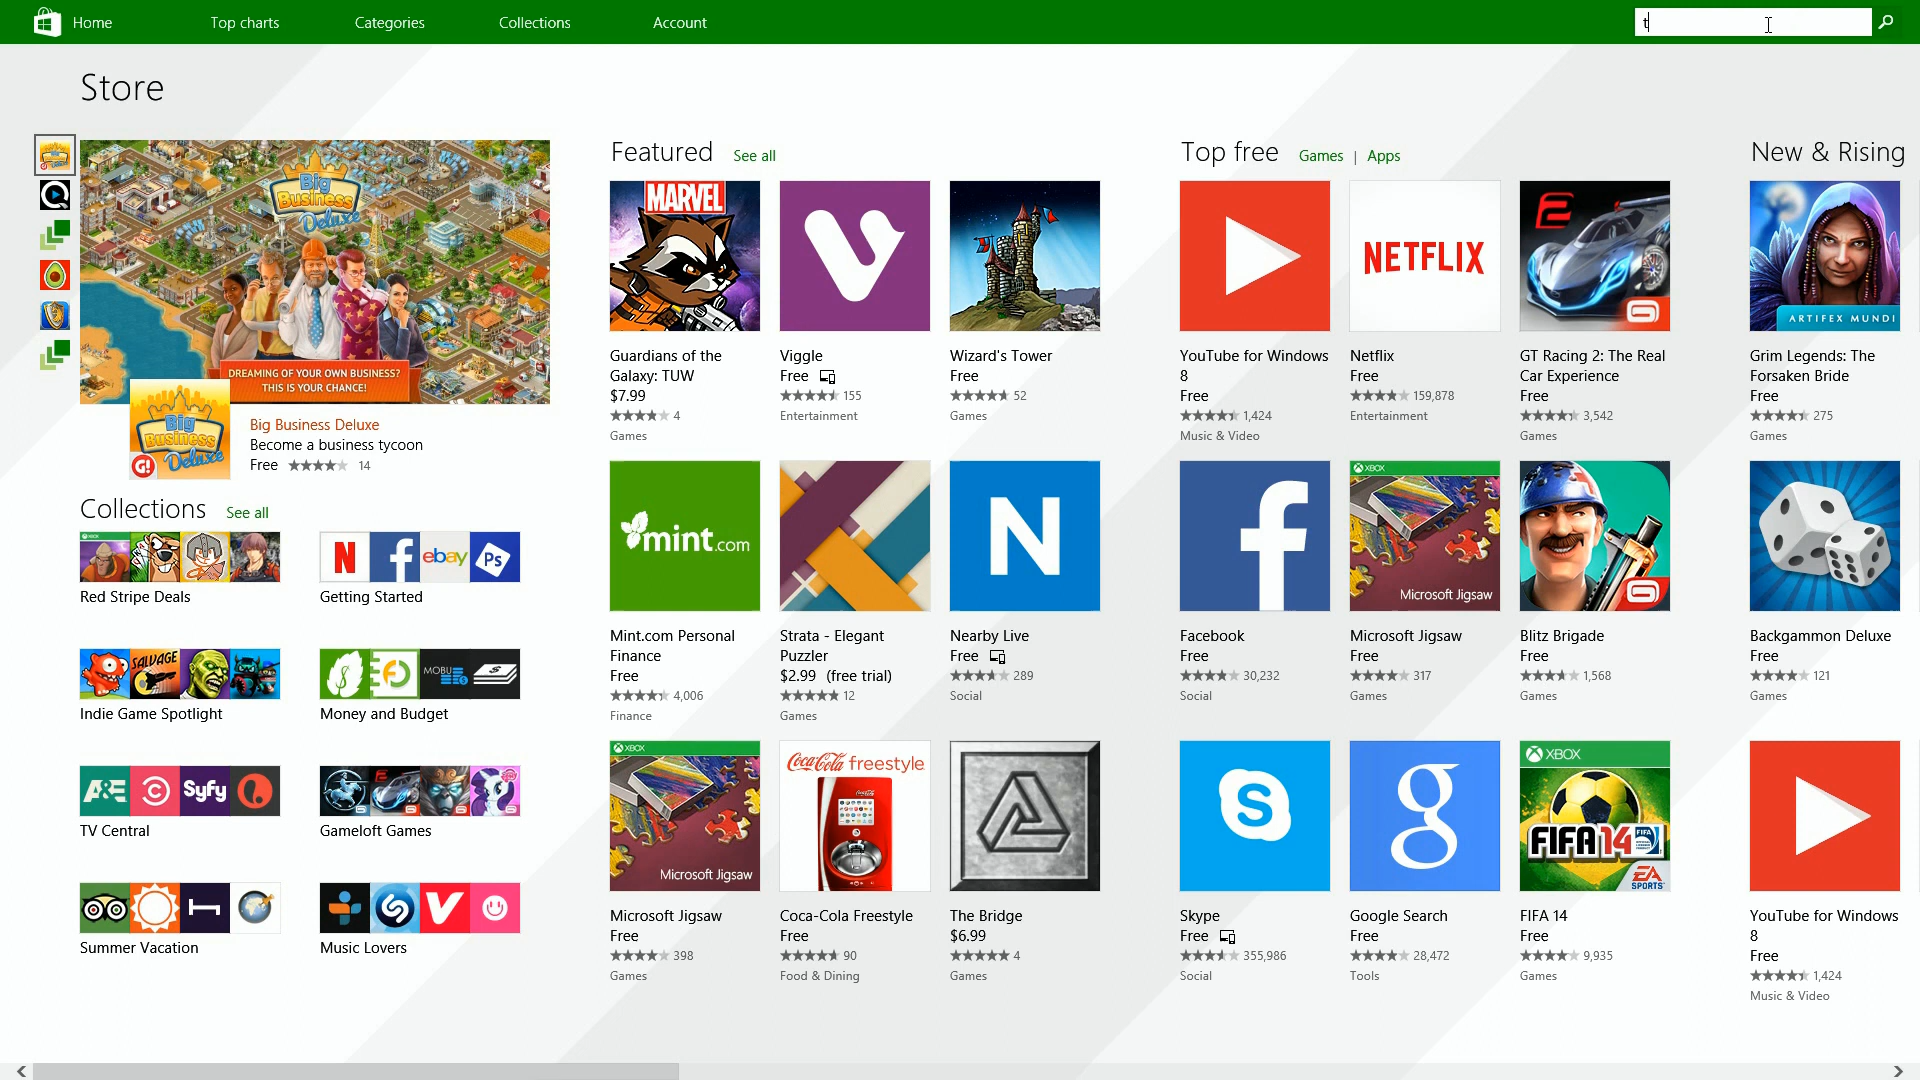 Home
Top charts
Categories
Collections
Account
t
Store
Big
Business
Deluxe
DREAMING OF YOUR OWN BUSINESS?
THIS IS YOUR CHANCE!
Big
Business
Deluxe
G!
Big Business Deluxe
Become a business tycoon
Free 14
Collections See all
Red Stripe Deals
N f ebay Ps
Getting Started
SALVAGE
Indie Game Spotlight
Money and Budget
A&E Syfy
TV Central
Gameloft Games
Summer Vacation
Music Lovers
Featured See all
MARVEL
Guardians of the
Galaxy: TUW
$7.99
4
Games
Viggle
Free
155
Entertainment
Wizard's Tower
Free
52
Games
mint.com
Mint.com Personal
Finance
Free
4,006
Finance
Strata - Elegant
Puzzler
$2.99 (free trial)
12
Games
N
Nearby Live
Free
289
Social
XBOX
Microsoft Jigsaw
Microsoft Jigsaw
Free
398
Games
Coca-Cola freestyle
Coca-Cola Freestyle
Free
90
Food & Dining
The Bridge
$6.99
4
Games
Top free Games | Apps
YouTube for Windows
8
Free
1,424
Music & Video
NETFLIX
Netflix
Free
159,878
Entertainment
GT Racing 2: The Real
Car Experience
Free
3,542
Games
f
Facebook
Free
30,232
Social
XBOX
Microsoft Jigsaw
Microsoft Jigsaw
Free
317
Games
Blitz Brigade
Free
1,568
Games
S
Skype
Free
355,986
Social
g
Google Search
Free
28,472
Tools
XBOX
FIFA 14
EA
SPORTS
FIFA 14
Free
9,935
Games
New & Rising
ARTIFEX MUNDI
Grim Legends: The
Forsaken Bride
Free
275
Games
Backgammon Deluxe
Free
121
Games
YouTube for Windows
8
Free
1,424
Music & Video